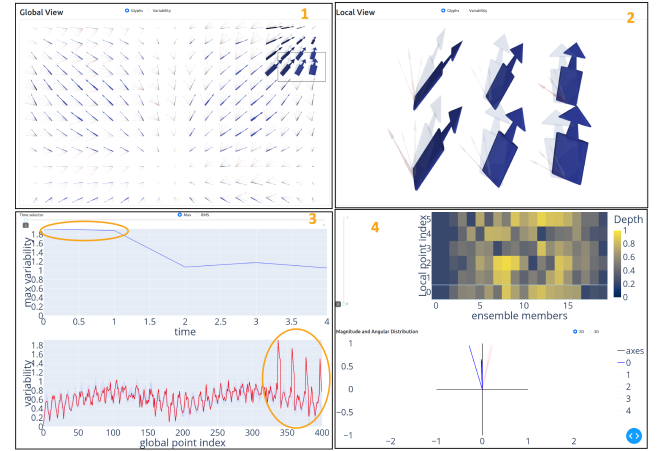 Global View
Glyphs Variability
1
Local View
Glyphs Variability
2
Time selector
Max RMS
3
1.8
1.6
1.4
1.2
1
0.8
0.6
0.4
0.2
0
max variability
0 0.5 1 1.5 2 2.5 3 3.5 4
time
1.8
1.6
1.4
1.2
1
0.8
0.6
0.4
0.2
0
variability
0 50 100 150 200 250 300 350 400
global point index
4
Local point index
5
4
3
2
1
0
0 5 10 15
ensemble members
Depth
1
0.8
0.6
0.4
0.2
0
Magnitude and Angular Distribution
2D 3D
1
0.5
0
−0.5
−1
−2 −1 0 1 2
axes
0
1
2
3
4